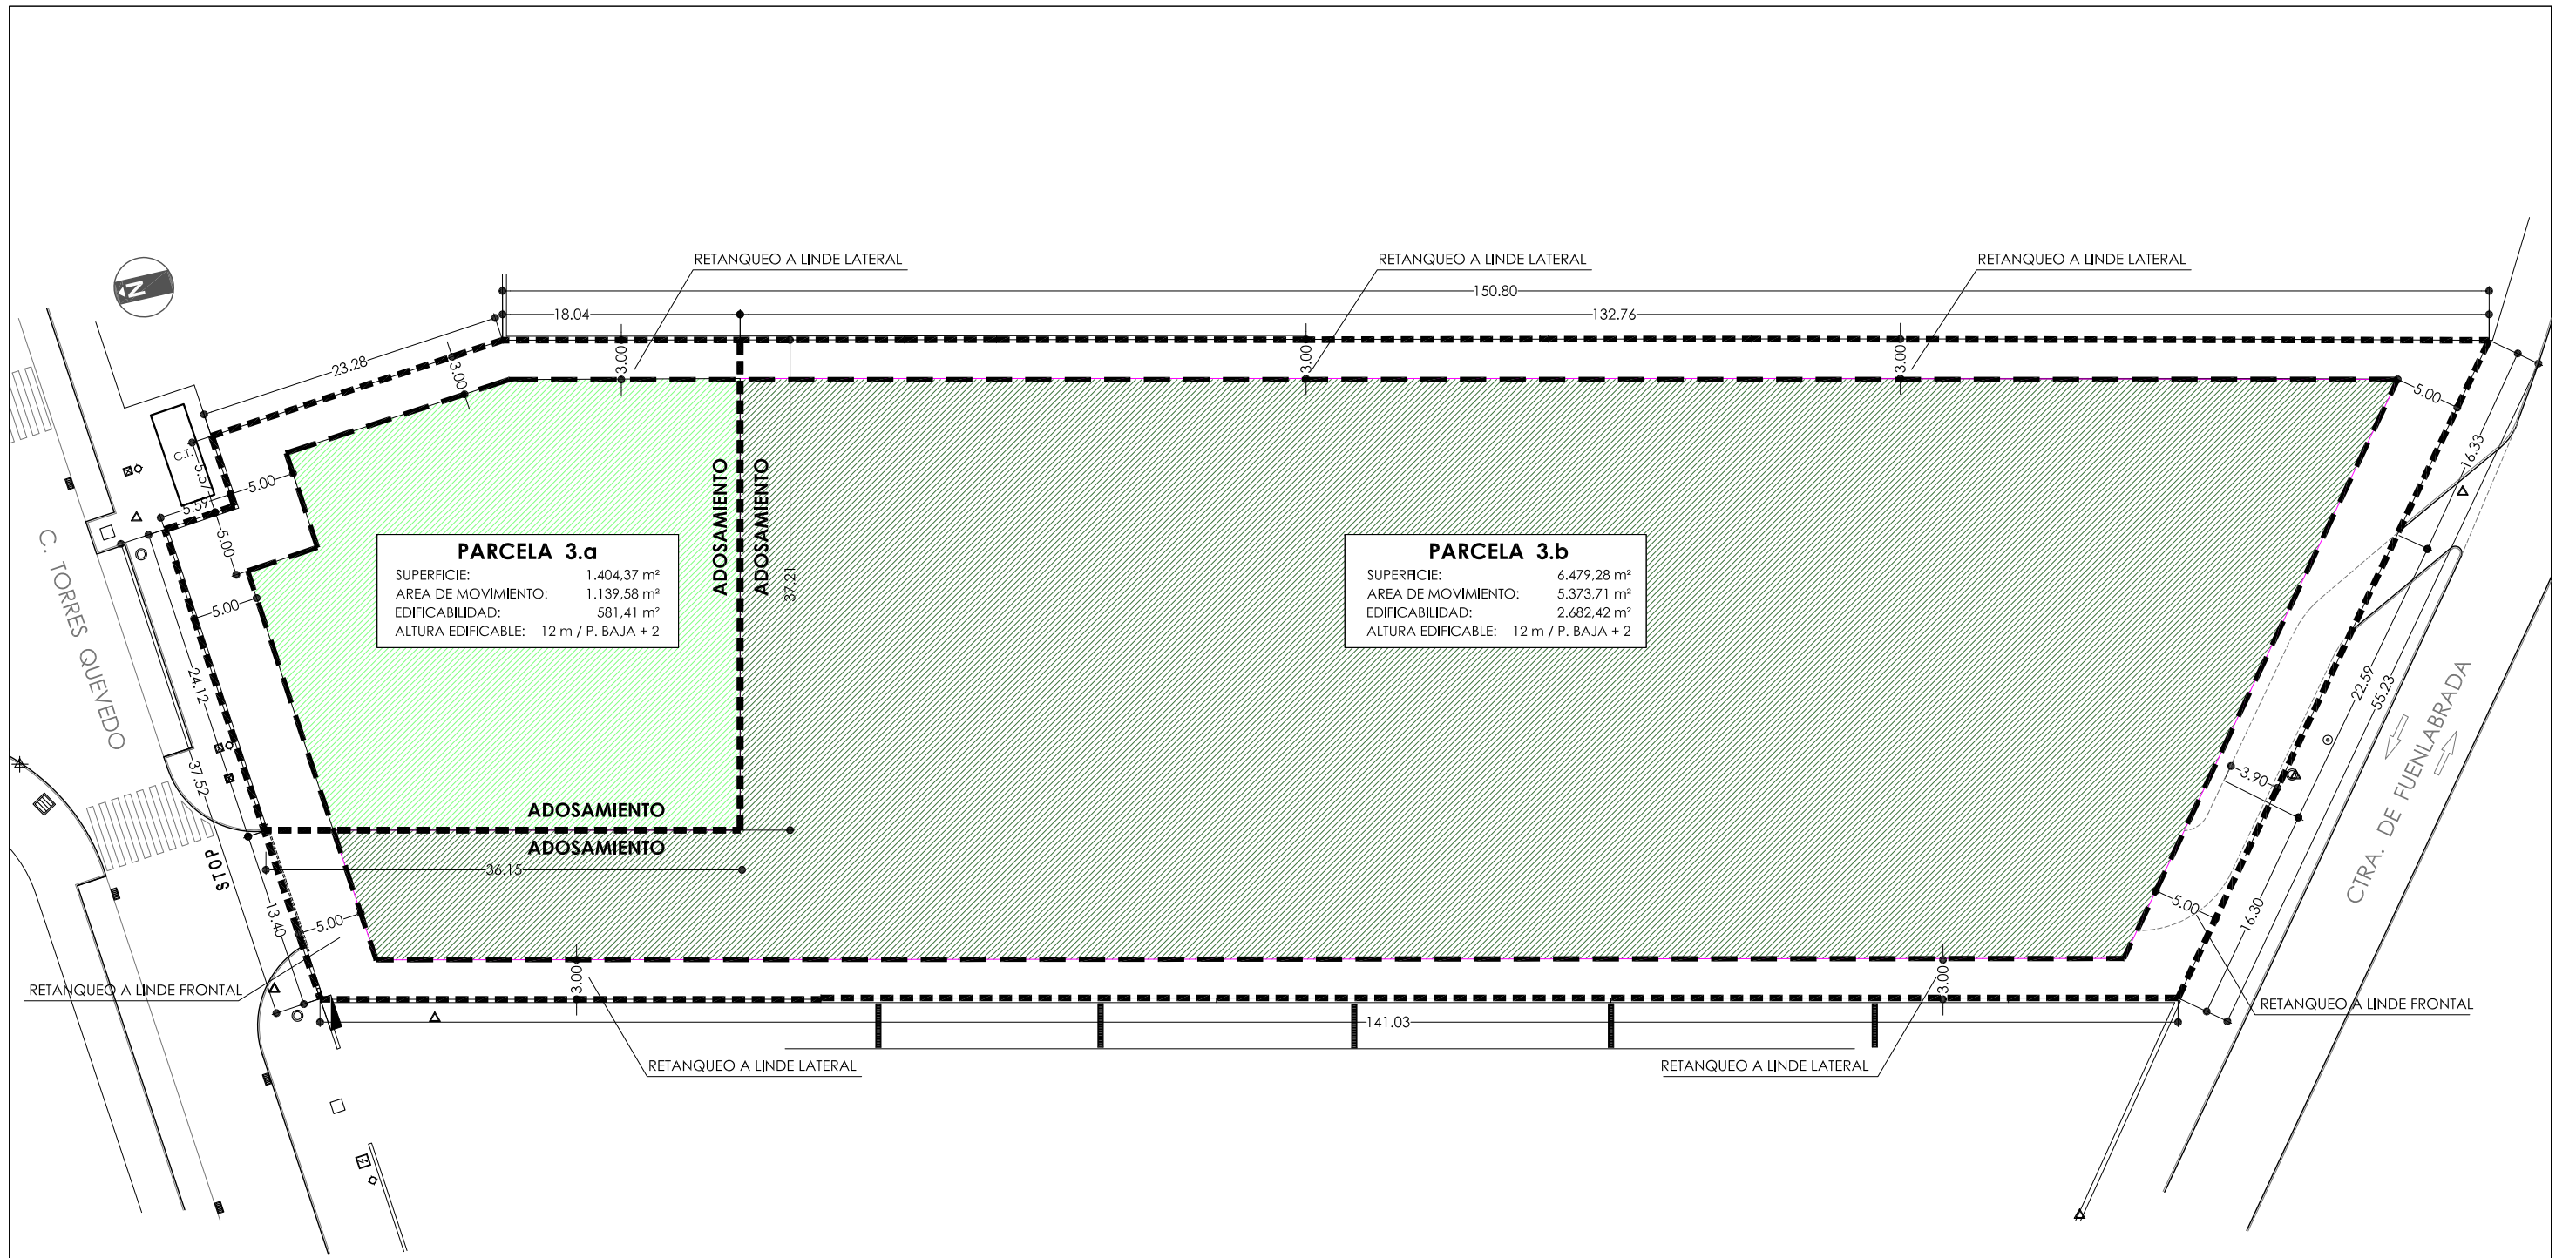 RETANQUEO A LINDE LATERAL
RETANQUEO A LINDE LATERAL
RETANQUEO A LINDE LATERAL
N
150.80
18.04
132.76
23.28
3.00
3.00
3.00
3.00
5.00
16.33
C.T.
5.57
5.00
5.59
5.00
5.00
ADOSAMIENTO
ADOSAMIENTO
37.21
PARCELA 3.a
SUPERFICIE: 1.404,37 m²
AREA DE MOVIMIENTO: 1.139,58 m²
EDIFICABILIDAD: 581,41 m²
ALTURA EDIFICABLE: 12 m / P. BAJA + 2
PARCELA 3.b
SUPERFICIE: 6.479,28 m²
AREA DE MOVIMIENTO: 5.373,71 m²
EDIFICABILIDAD: 2.682,42 m²
ALTURA EDIFICABLE: 12 m / P. BAJA + 2
C. TORRES QUEVEDO
24.12
37.52
22.59
55.23
3.90
CTRA. DE FUENLABRADA
ADOSAMIENTO
ADOSAMIENTO
36.15
STOP
13.40
5.00
5.00
16.30
RETANQUEO A LINDE FRONTAL
3.00
3.00
RETANQUEO A LINDE FRONTAL
141.03
RETANQUEO A LINDE LATERAL
RETANQUEO A LINDE LATERAL